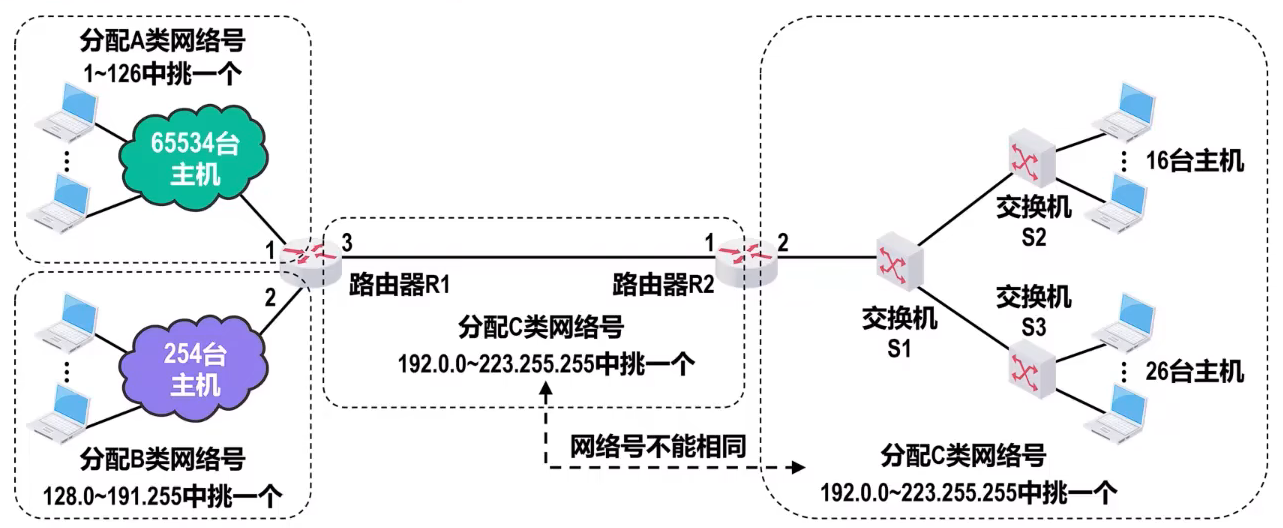 分配A类网络号
1~126中挑一个
65534台
主机
1
2
254台
主机
分配B类网络号
128.0~191.255中挑一个
3
路由器R1
1
路由器R2
2
分配C类网络号
192.0.0~223.255.255中挑一个
网络号不能相同
交换机
S1
交换机
S2
16台主机
交换机
S3
26台主机
分配C类网络号
192.0.0~223.255.255中挑一个